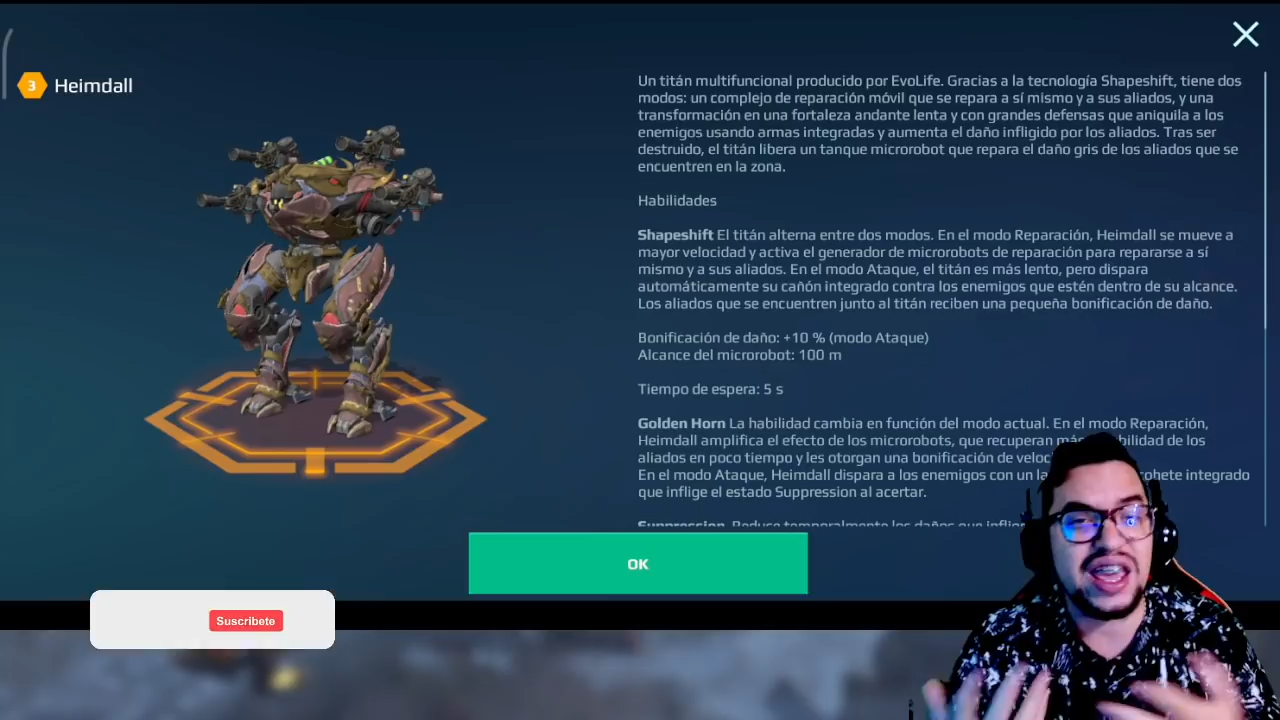 3 Heimdall
Un titán multifuncional producido por EvoLife. Gracias a la tecnología Shapeshift, tiene dos
modos: un complejo de reparación móvil que se repara a sí mismo y a sus aliados, y una
transformación en una fortaleza andante lenta y con grandes defensas que aniquila a los
enemigos usando armas integradas y aumenta el daño infligido por los aliados. Tras ser
destruido, el titán libera un tanque microrobot que repara el daño gris de los aliados que se
encuentren en la zona.
Habilidades
Shapeshift El titán alterna entre dos modos. En el modo Reparación, Heimdall se mueve a
mayor velocidad y activa el generador de microrobots de reparación para repararse a sí
mismo y a sus aliados. En el modo Ataque, el titán es más lento, pero dispara
automáticamente su cañón integrado contra los enemigos que estén dentro de su alcance.
Los aliados que se encuentren junto al titán reciben una pequeña bonificación de daño.
Bonificación de daño: +10 % (modo Ataque)
Alcance del microrobot: 100 m
Tiempo de espera: 5 s
Golden Horn La habilidad cambia en función del modo actual. En el modo Reparación,
Heimdall amplifica el efecto de los microrobots, que recuperan de los
aliados en poco tiempo y les otorgan una bonificación de
En el modo Ataque, Heimdall dispara a los enemigos con un integrado
que inflige el estado Suppression al acertar.
Suppression Reduce temporalmente los daños que
OK
Suscribete